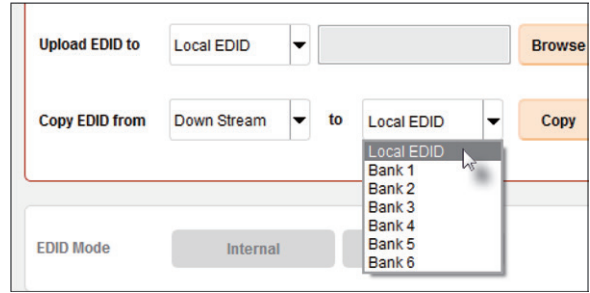 Upload EDID to Local EDID Browse
Copy EDID from Down Stream to Local EDID Copy
Local EDID
Bank 1
Bank 2
Bank 3
Bank 4
Bank 5
Bank 6
EDID Mode Internal